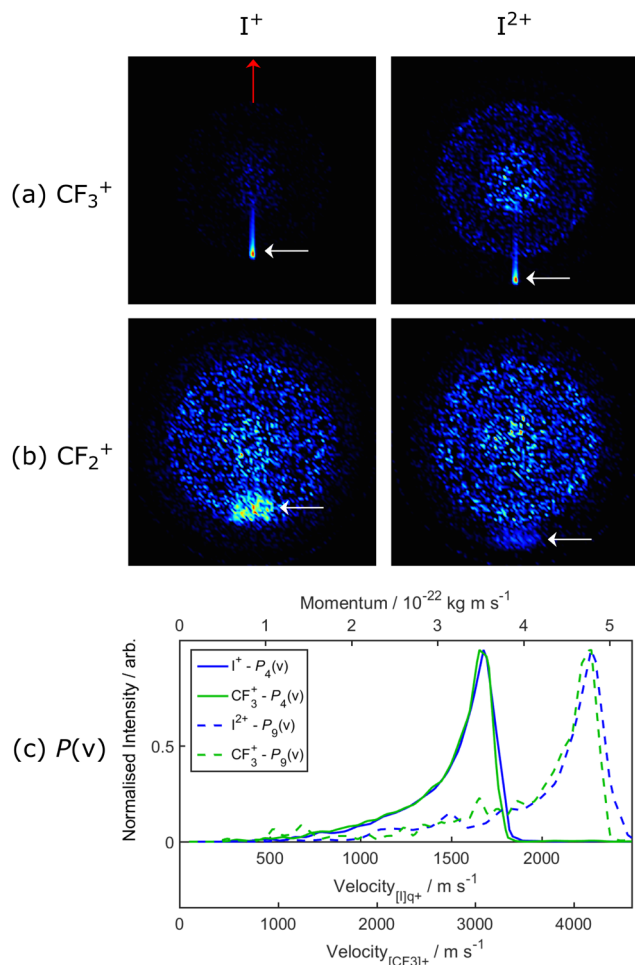 I⁺ I²⁺
(a) CF₃⁺
(b) CF₂⁺
Momentum / 10⁻²² kg m s⁻¹
0 1 2 3 4 5
(c) P(v)
Normalised Intensity / arb.
I⁺ - P₄(v)
CF₃⁺ - P₄(v)
I²⁺ - P₉(v)
CF₃⁺ - P₉(v)
0.5
0
500 1000 1500 2000
Velocity[I]q+ / m s⁻¹
0 1000 2000 3000 4000
Velocity[CF3]+ / m s⁻¹